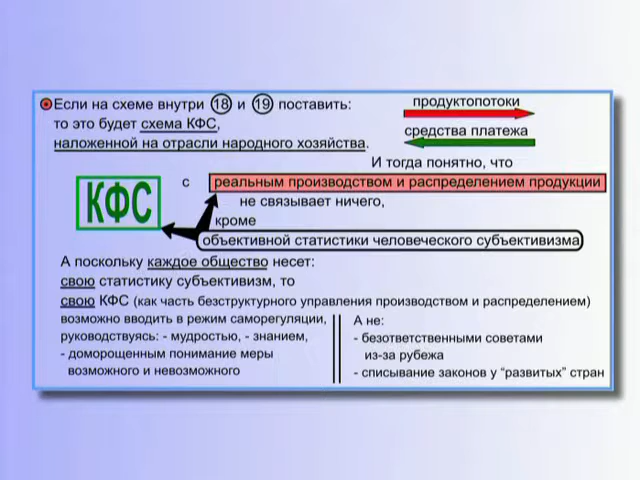 Если на схеме внутри 18 и 19 поставить: продуктопотоки
то это будет схема КФС, средства платежа
наложенной на отрасли народного хозяйства.
И тогда понятно, что
КФС с реальным производством и распределением продукции
не связывает ничего,
кроме
объективной статистики человеческого субъективизма
А поскольку каждое общество несет:
свою статистику субъективизм, то
свою КФС (как часть безструктурного управления производством и распределением)
возможно вводить в режим саморегуляции,
руководствуясь: - мудростью, - знанием,
- доморощенным понимание меры
возможного и невозможного
А не:
- безответственными советами
из-за рубежа
- списывание законов у "развитых" стран